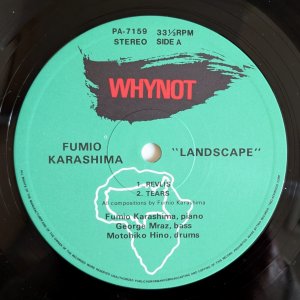 PA-7159 33⅓RPM
STEREO SIDE A
WHYNOT
FUMIO KARASHIMA
"LANDSCAPE"
1. REVLIS
2. TEARS
All compositions by Fumio Karashima
Fumio Karashima, piano
George Mraz, bass
Motohiko Hino, drums